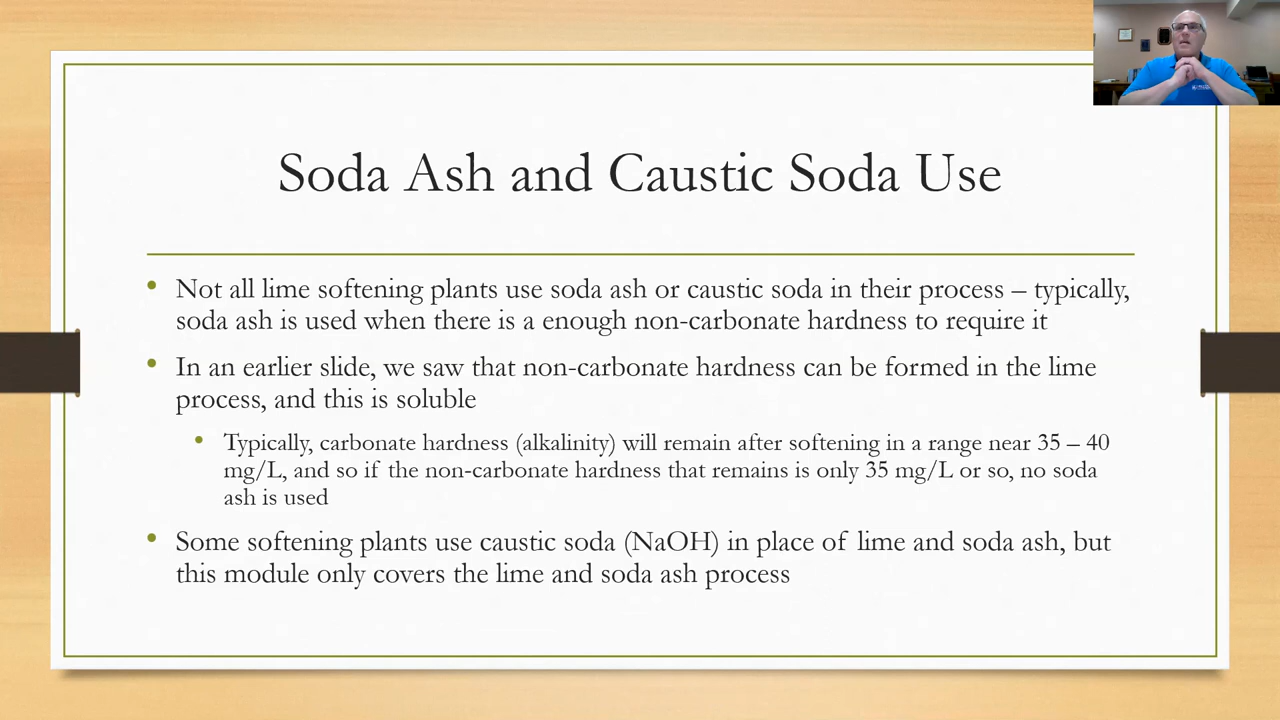 Soda Ash and Caustic Soda Use
• Not all lime softening plants use soda ash or caustic soda in their process – typically,
soda ash is used when there is a enough non-carbonate hardness to require it
• In an earlier slide, we saw that non-carbonate hardness can be formed in the lime
process, and this is soluble
• Typically, carbonate hardness (alkalinity) will remain after softening in a range near 35 – 40
mg/L, and so if the non-carbonate hardness that remains is only 35 mg/L or so, no soda
ash is used
• Some softening plants use caustic soda (NaOH) in place of lime and soda ash, but
this module only covers the lime and soda ash process